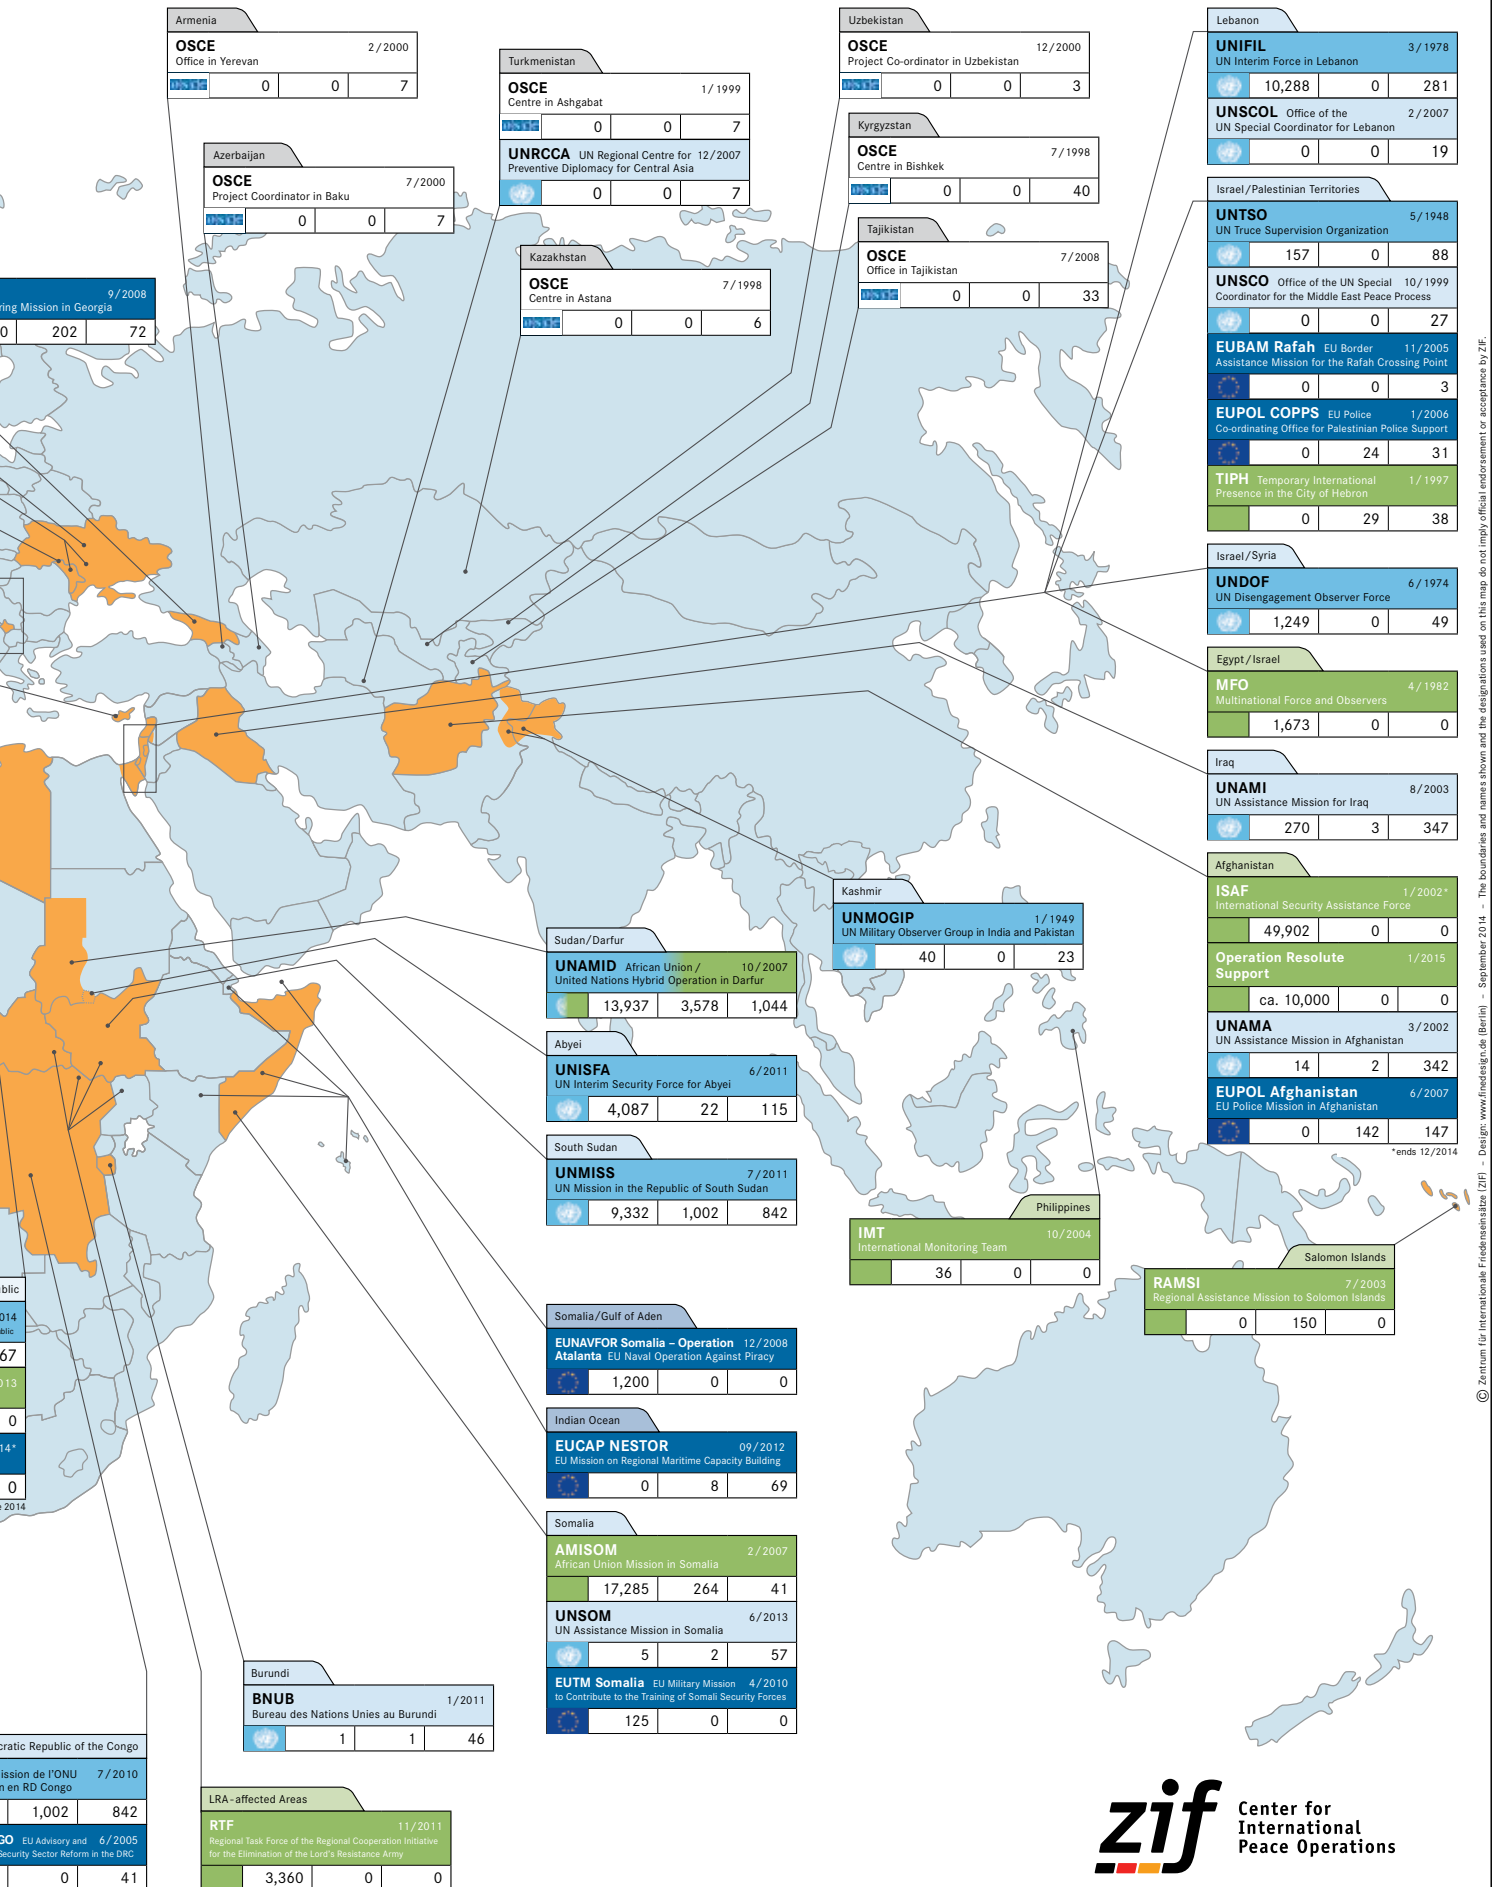 Armenia
OSCE 2/2000
Office in Yerevan
0 0 7
Azerbaijan
OSCE 7/2000
Project Coordinator in Baku
0 0 7
9/2008
ring Mission in Georgia
0 202 72
Turkmenistan
OSCE 1/1999
Centre in Ashgabat
0 0 7
UNRCCA UN Regional Centre for 12/2007
Preventive Diplomacy for Central Asia
0 0 7
Kazakhstan
OSCE 7/1998
Centre in Astana
0 0 6
Uzbekistan
OSCE 12/2000
Project Co-ordinator in Uzbekistan
0 0 3
Kyrgyzstan
OSCE 7/1998
Centre in Bishkek
0 0 40
Tajikistan
OSCE 7/2008
Office in Tajikistan
0 0 33
Lebanon
UNIFIL 3/1978
UN Interim Force in Lebanon
10,288 0 281
UNSCOL Office of the 2/2007
UN Special Coordinator for Lebanon
0 0 19
Israel/Palestinian Territories
UNTSO 5/1948
UN Truce Supervision Organization
157 0 88
UNSCO Office of the UN Special 10/1999
Coordinator for the Middle East Peace Process
0 0 27
EUBAM Rafah EU Border 11/2005
Assistance Mission for the Rafah Crossing Point
0 0 3
EUPOL COPPS EU Police 1/2006
Co-ordinating Office for Palestinian Police Support
0 24 31
TIPH Temporary International 1/1997
Presence in the City of Hebron
0 29 38
Israel/Syria
UNDOF 6/1974
UN Disengagement Observer Force
1,249 0 49
Egypt/Israel
MFO 4/1982
Multinational Force and Observers
1,673 0 0
Iraq
UNAMI 8/2003
UN Assistance Mission for Iraq
270 3 347
Afghanistan
ISAF 1/2002*
International Security Assistance Force
49,902 0 0
Operation Resolute 1/2015
Support
ca. 10,000 0 0
UNAMA 3/2002
UN Assistance Mission in Afghanistan
14 2 342
EUPOL Afghanistan 6/2007
EU Police Mission in Afghanistan
0 142 147
*ends 12/2014
Kashmir
UNMOGIP 1/1949
UN Military Observer Group in India and Pakistan
40 0 23
Sudan/Darfur
UNAMID African Union/ 10/2007
United Nations Hybrid Operation in Darfur
13,937 3,578 1,044
Abyei
UNISFA 6/2011
UN Interim Security Force for Abyei
4,087 22 115
South Sudan
UNMISS 7/2011
UN Mission in the Republic of South Sudan
9,332 1,002 842
Philippines
IMT 10/2004
International Monitoring Team
36 0 0
Salomon Islands
RAMSI 7/2003
Regional Assistance Mission to Solomon Islands
0 150 0
Somalia/Gulf of Aden
EUNAVFOR Somalia – Operation 12/2008
Atalanta EU Naval Operation Against Piracy
1,200 0 0
Indian Ocean
EUCAP NESTOR 09/2012
EU Mission on Regional Maritime Capacity Building
0 8 69
Somalia
AMISOM 2/2007
African Union Mission in Somalia
17,285 264 41
UNSOM 6/2013
UN Assistance Mission in Somalia
5 2 57
EUTM Somalia EU Military Mission 4/2010
to Contribute to the Training of Somali Security Forces
125 0 0
blic
014
blic
67
013
0
14*
0
e 2014
Burundi
BNUB 1/2011
Bureau des Nations Unies au Burundi
1 1 46
cratic Republic of the Congo
ission de l'ONU 7/2010
n en RD Congo
1,002 842
GO EU Advisory and 6/2005
Security Sector Reform in the DRC
0 41
LRA-affected Areas
RTF 11/2011
Regional Task Force of the Regional Cooperation Initiative
for the Elimination of the Lord's Resistance Army
3,360 0 0
zif
Center for
International
Peace Operations
© Zentrum für Internationale Friedenseinsätze (ZIF) – Design: www.finedesign.de (Berlin) – September 2014 – The boundaries and names shown and the designations used on this map do not imply official endorsement or acceptance by ZIF.